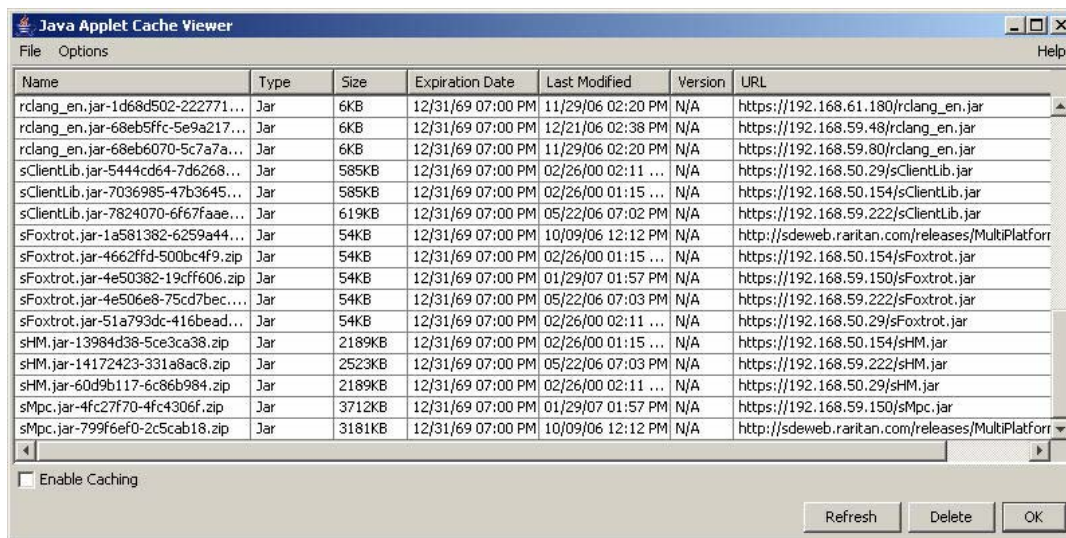 Java Applet Cache Viewer
File Options Help
Name Type Size Expiration Date Last Modified Version URL
rclang_en.jar-1d68d502-222771... Jar 6KB 12/31/69 07:00 PM 11/29/06 02:20 PM N/A https://192.168.61.180/rclang_en.jar
rclang_en.jar-68eb5ffc-5e9a217... Jar 6KB 12/31/69 07:00 PM 12/21/06 02:38 PM N/A https://192.168.59.48/rclang_en.jar
rclang_en.jar-68eb6070-5c7a7a... Jar 6KB 12/31/69 07:00 PM 11/29/06 02:20 PM N/A https://192.168.59.80/rclang_en.jar
sClientLib.jar-5444cd64-7d6268... Jar 585KB 12/31/69 07:00 PM 02/26/00 02:11 ... N/A https://192.168.50.29/sClientLib.jar
sClientLib.jar-7036985-47b3645... Jar 585KB 12/31/69 07:00 PM 02/26/00 01:15 ... N/A https://192.168.50.154/sClientLib.jar
sClientLib.jar-7824070-6f67faae... Jar 619KB 12/31/69 07:00 PM 05/22/06 07:02 PM N/A https://192.168.59.222/sClientLib.jar
sFoxtrot.jar-1a581382-6259a44... Jar 54KB 12/31/69 07:00 PM 10/09/06 12:12 PM N/A http://sdeweb.raritan.com/releases/MultiPlatforr
sFoxtrot.jar-4662ffd-500bc4f9.zip Jar 54KB 12/31/69 07:00 PM 02/26/00 01:15 ... N/A https://192.168.50.154/sFoxtrot.jar
sFoxtrot.jar-4e50382-19cff606.zip Jar 54KB 12/31/69 07:00 PM 01/29/07 01:57 PM N/A https://192.168.59.150/sFoxtrot.jar
sFoxtrot.jar-4e506e8-75cd7bec.... Jar 54KB 12/31/69 07:00 PM 05/22/06 07:03 PM N/A https://192.168.59.222/sFoxtrot.jar
sFoxtrot.jar-51a793dc-416bead... Jar 54KB 12/31/69 07:00 PM 02/26/00 02:11 ... N/A https://192.168.50.29/sFoxtrot.jar
sHM.jar-13984d38-5ce3ca38.zip Jar 2189KB 12/31/69 07:00 PM 02/26/00 01:15 ... N/A https://192.168.50.154/sHM.jar
sHM.jar-14172423-331a8ac8.zip Jar 2523KB 12/31/69 07:00 PM 05/22/06 07:03 PM N/A https://192.168.59.222/sHM.jar
sHM.jar-60d9b117-6c86b984.zip Jar 2189KB 12/31/69 07:00 PM 02/26/00 02:11 ... N/A https://192.168.50.29/sHM.jar
sMpc.jar-4fc27f70-4fc4306f.zip Jar 3712KB 12/31/69 07:00 PM 01/29/07 01:57 PM N/A https://192.168.59.150/sMpc.jar
sMpc.jar-799f6ef0-2c5cab18.zip Jar 3181KB 12/31/69 07:00 PM 10/09/06 12:12 PM N/A http://sdeweb.raritan.com/releases/MultiPlatforr
Enable Caching
Refresh Delete OK